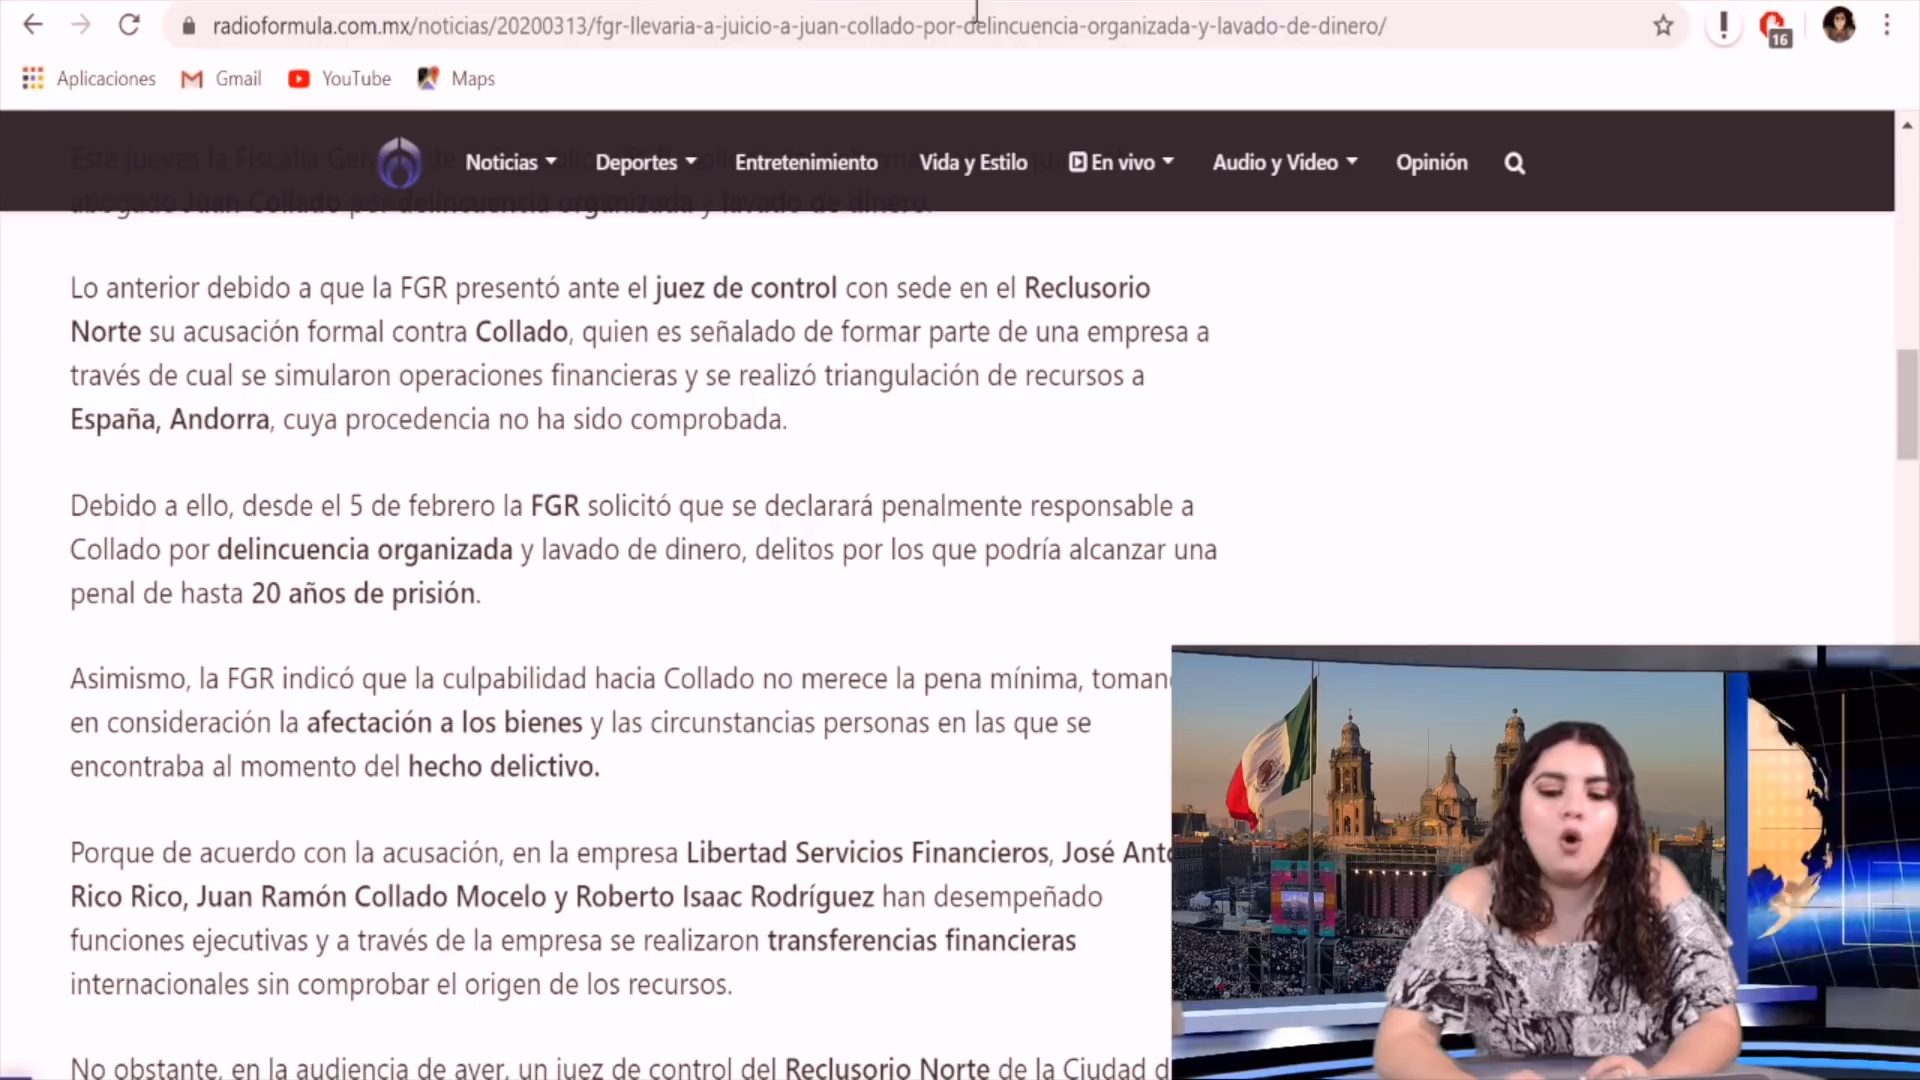 radioformula.com.mx/noticias/20200313/fgr-llevaria-a-juicio-a-juan-collado-por-delincuencia-organizada-y-lavado-de-dinero/
16
Aplicaciones Gmail YouTube Maps
Noticias Deportes Entretenimiento Vida y Estilo En vivo Audio y Video Opinión
Este jueves la Fiscalía Gen
abogado Juan Collado por delincuencia organizada y lavado de dinero.
Lo anterior debido a que la FGR presentó ante el juez de control con sede en el Reclusorio
Norte su acusación formal contra Collado, quien es señalado de formar parte de una empresa a
través de cual se simularon operaciones financieras y se realizó triangulación de recursos a
España, Andorra, cuya procedencia no ha sido comprobada.
Debido a ello, desde el 5 de febrero la FGR solicitó que se declarará penalmente responsable a
Collado por delincuencia organizada y lavado de dinero, delitos por los que podría alcanzar una
penal de hasta 20 años de prisión.
Asimismo, la FGR indicó que la culpabilidad hacia Collado no merece la pena mínima, toman
en consideración la afectación a los bienes y las circunstancias personas en las que se
encontraba al momento del hecho delictivo.
Porque de acuerdo con la acusación, en la empresa Libertad Servicios Financieros, José Anto
Rico Rico, Juan Ramón Collado Mocelo y Roberto Isaac Rodríguez han desempeñado
funciones ejecutivas y a través de la empresa se realizaron transferencias financieras
internacionales sin comprobar el origen de los recursos.
No obstante, en la audiencia de ayer, un juez de control del Reclusorio Norte de la Ciudad d